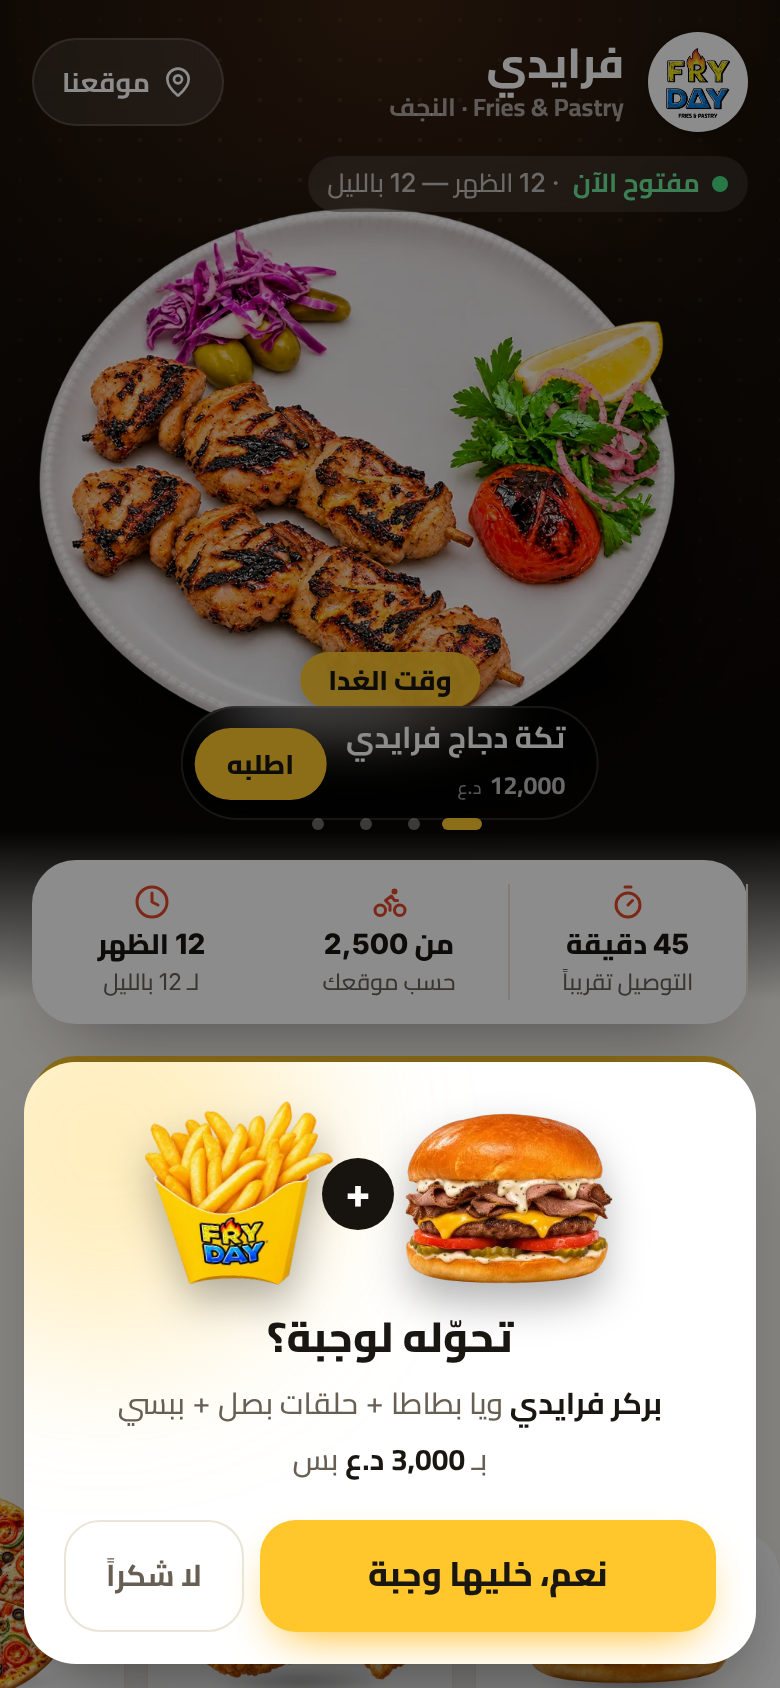 فرايدي
Fries & Pastry · النجف
FRY DAY
FRIES & PASTRY
موقعنا
مفتوح الآن · 12 الظهر — 12 بالليل
وقت الغدا
تكة دجاج فرايدي
12,000 د.ع
اطلبه
45 دقيقة
التوصيل تقريباً
من 2,500
حسب موقعك
12 الظهر
لـ 12 بالليل
+
FRY DAY
تحوّله لوجبة؟
بركر فرايدي ويا بطاطا + حلقات بصل + ببسي
بـ 3,000 د.ع بس
نعم، خليها وجبة
لا شكراً